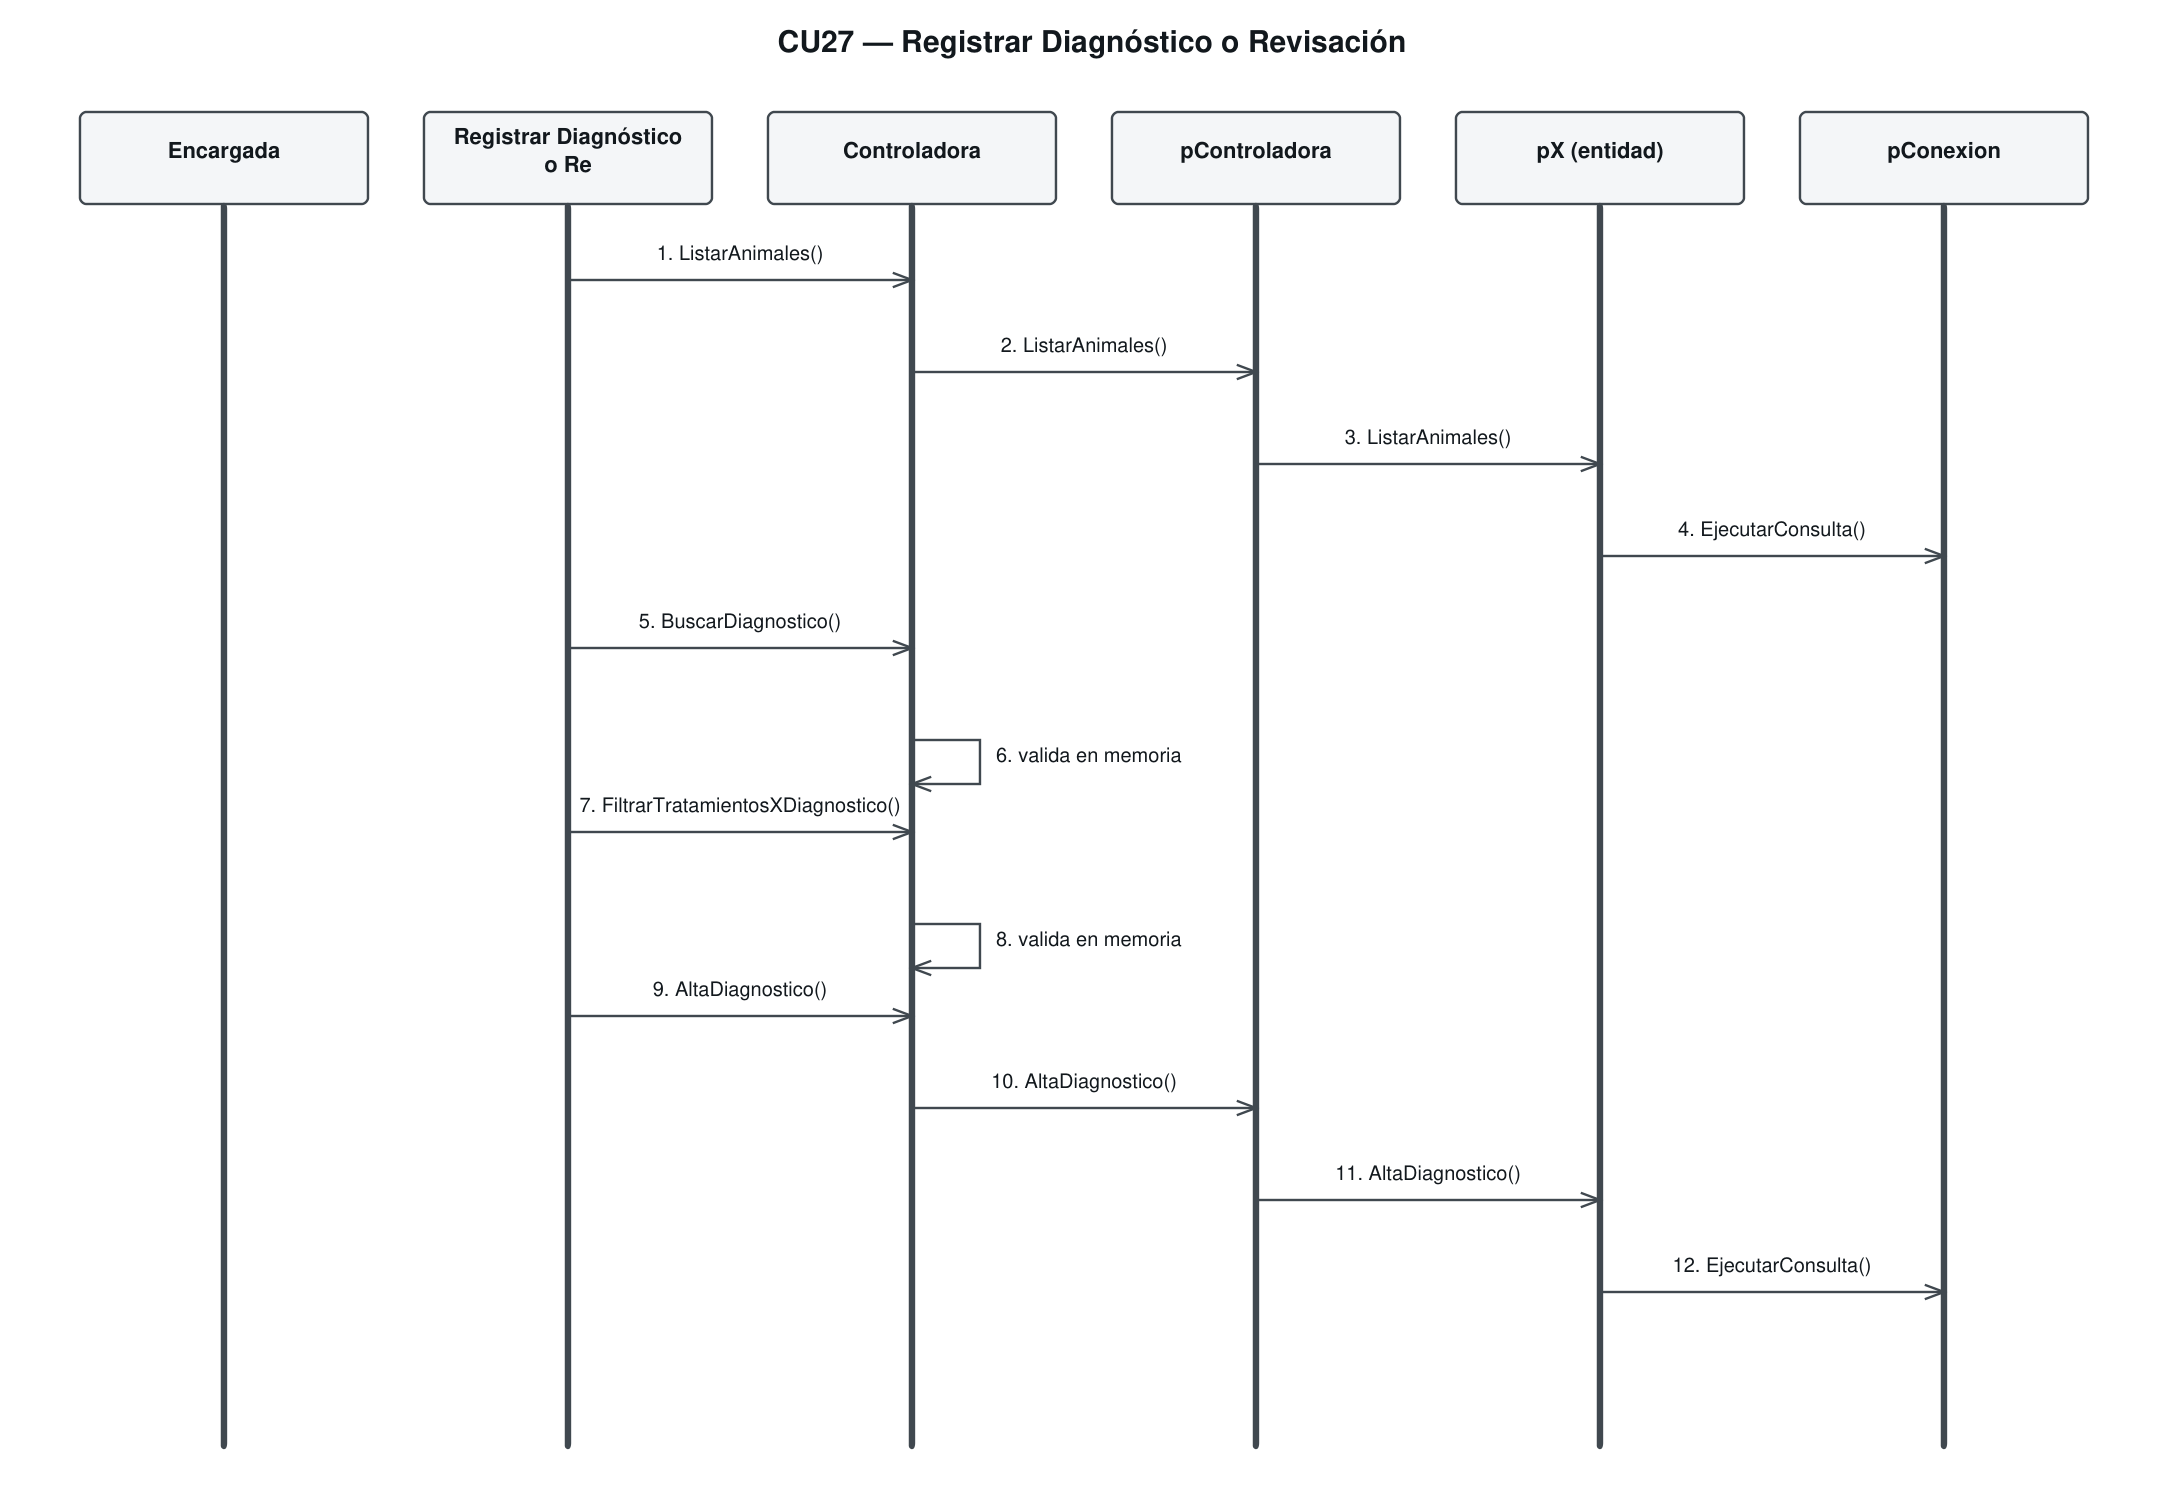 CU27 — Registrar Diagnóstico o Revisación
Encargada
Registrar Diagnóstico
o Re
Controladora
pControladora
pX (entidad)
pConexion
1. ListarAnimales()
2. ListarAnimales()
3. ListarAnimales()
4. EjecutarConsulta()
5. BuscarDiagnostico()
6. valida en memoria
7. FiltrarTratamientosXDiagnostico()
8. valida en memoria
9. AltaDiagnostico()
10. AltaDiagnostico()
11. AltaDiagnostico()
12. EjecutarConsulta()